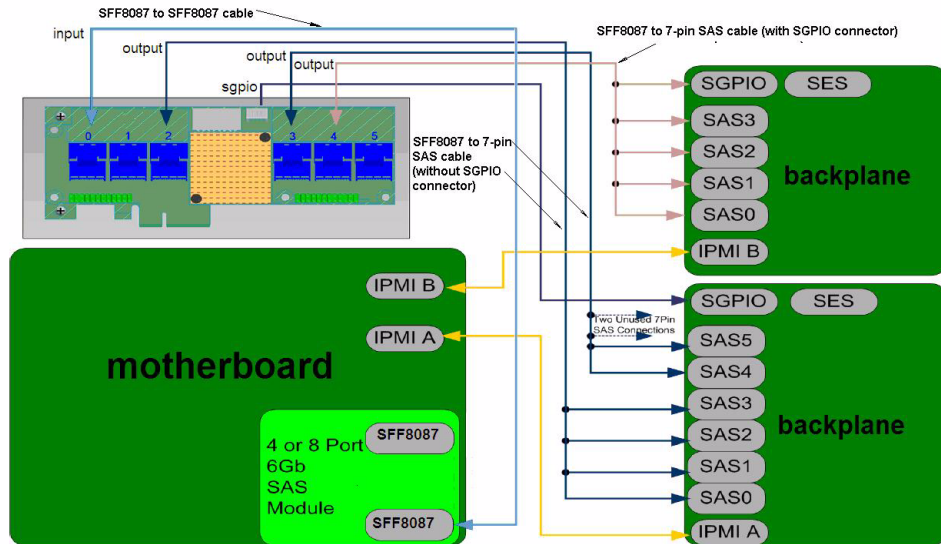 SFF8087 to SFF8087 cable
input
output
output
output
sgpio
SFF8087 to 7-pin SAS cable (with SGPIO connector)
0
1
2
3
4
5
SFF8087 to 7-pin
SAS cable
(without SGPIO
connector)
SGPIO
SES
SAS3
SAS2
SAS1
SAS0
IPMI B
backplane
IPMI B
IPMI A
motherboard
4 or 8 Port
6Gb
SAS
Module
SFF8087
SFF8087
SGPIO
SES
Two Unused 7Pin
SAS Connections
SAS5
SAS4
SAS3
SAS2
SAS1
SAS0
IPMI A
backplane